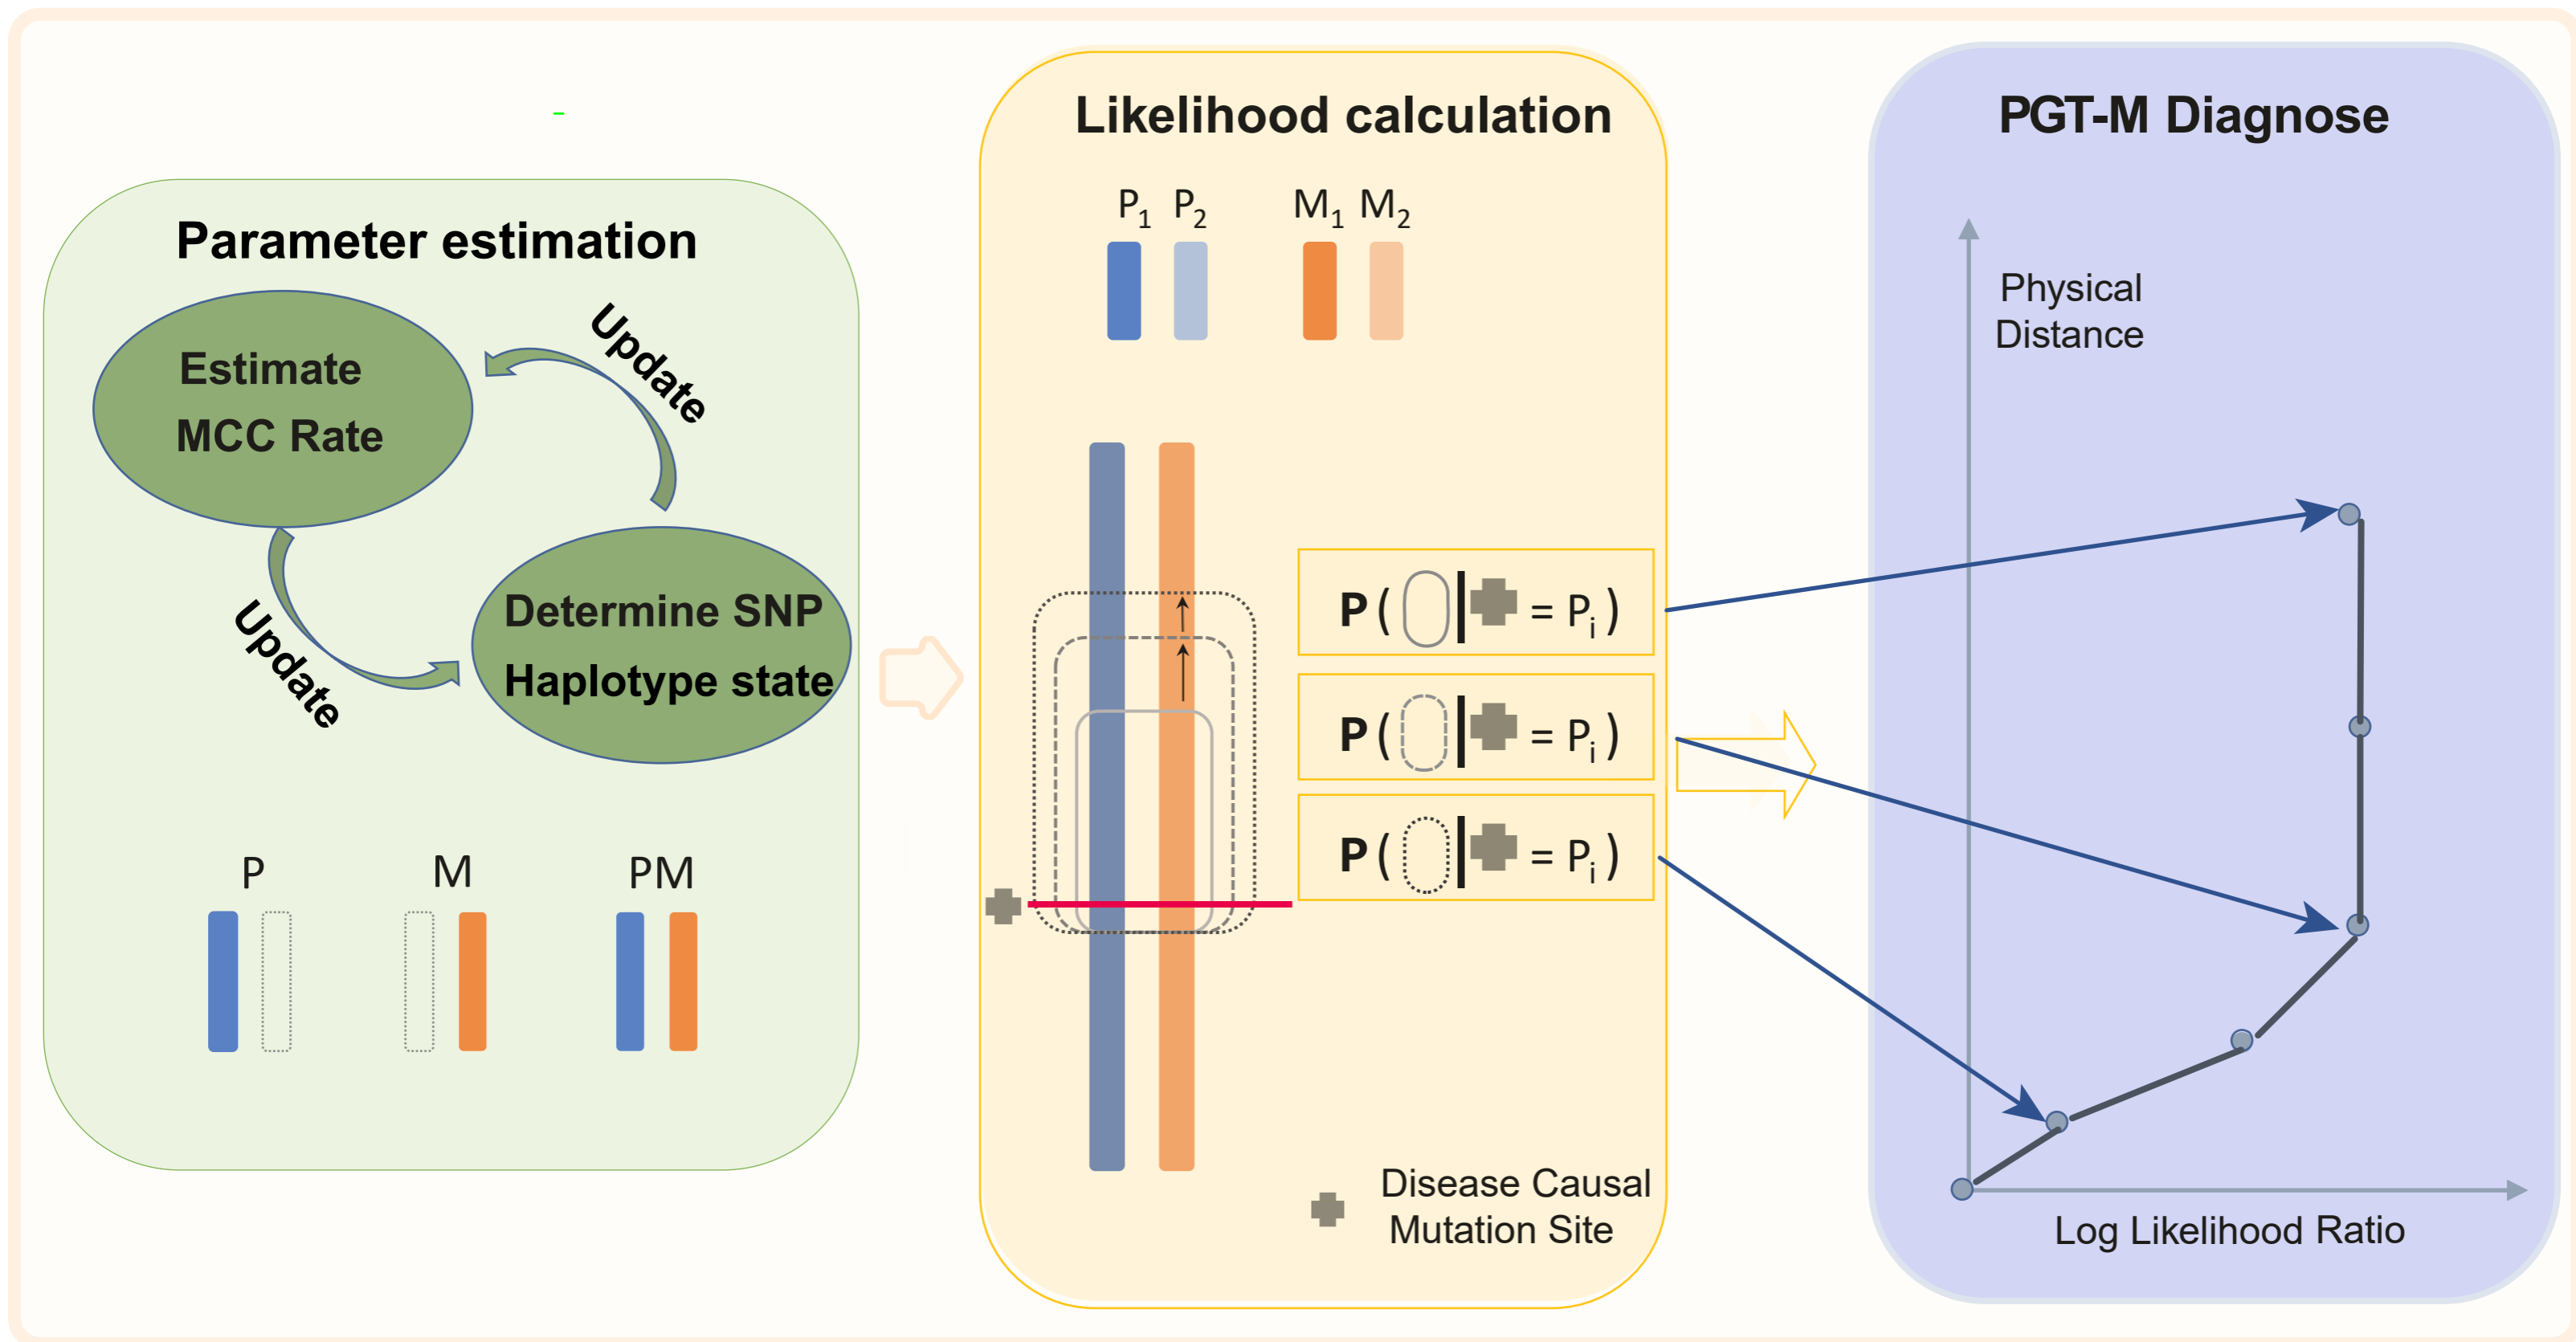 Parameter estimation
Estimate
MCC Rate
Update
Update
Determine SNP
Haplotype state
P
M
PM
Likelihood calculation
P1 P2 M1 M2
P ( | = Pi )
P ( | = Pi )
P ( | = Pi )
Disease Causal
Mutation Site
PGT-M Diagnose
Physical
Distance
Log Likelihood Ratio